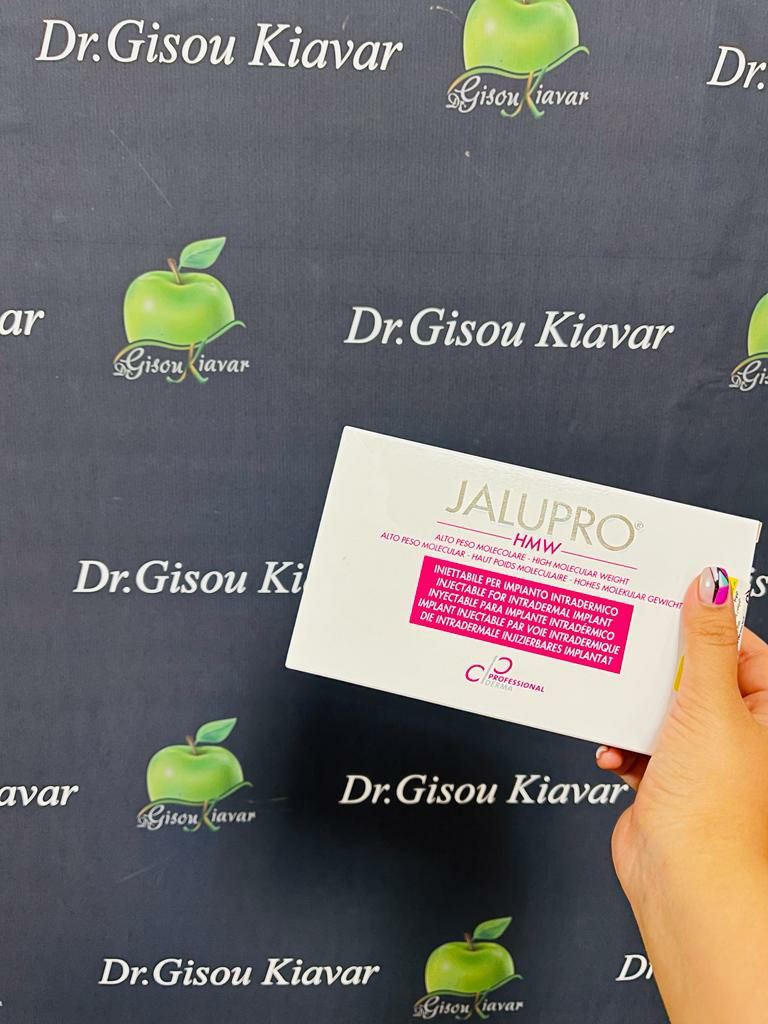 Dr.Gisou Kiavar
Dr.GisouKiavar
Dr.
ar
Dr.GisouKiavar
Dr.Gisou Kiavar
JALUPRO®
HMW
ALTO PESO MOLECOLARE - HIGH MOLECULAR WEIGHT
ALTO PESO MOLECULAR - HAUT POIDS MOLECULAIRE - HOHES MOLEKULAR GEWICHT
INIETTABILE PER IMPIANTO INTRADERMICO
INJECTABLE FOR INTRADERMAL IMPLANT
INYECTABLE PARA IMPLANTE INTRADÉRMICO
IMPLANT INJECTABLE PAR VOIE INTRADERMIQUE
DIE INTRADERMALE INJIZIERBARES IMPLANTAT
PROFESSIONAL
DERMA
Dr.Gisou Ki
avar
Dr.GisouKiavar
Dr.Gisou Kiavar
Dr.Gisou Kiavar
Dr.GisouKiavar